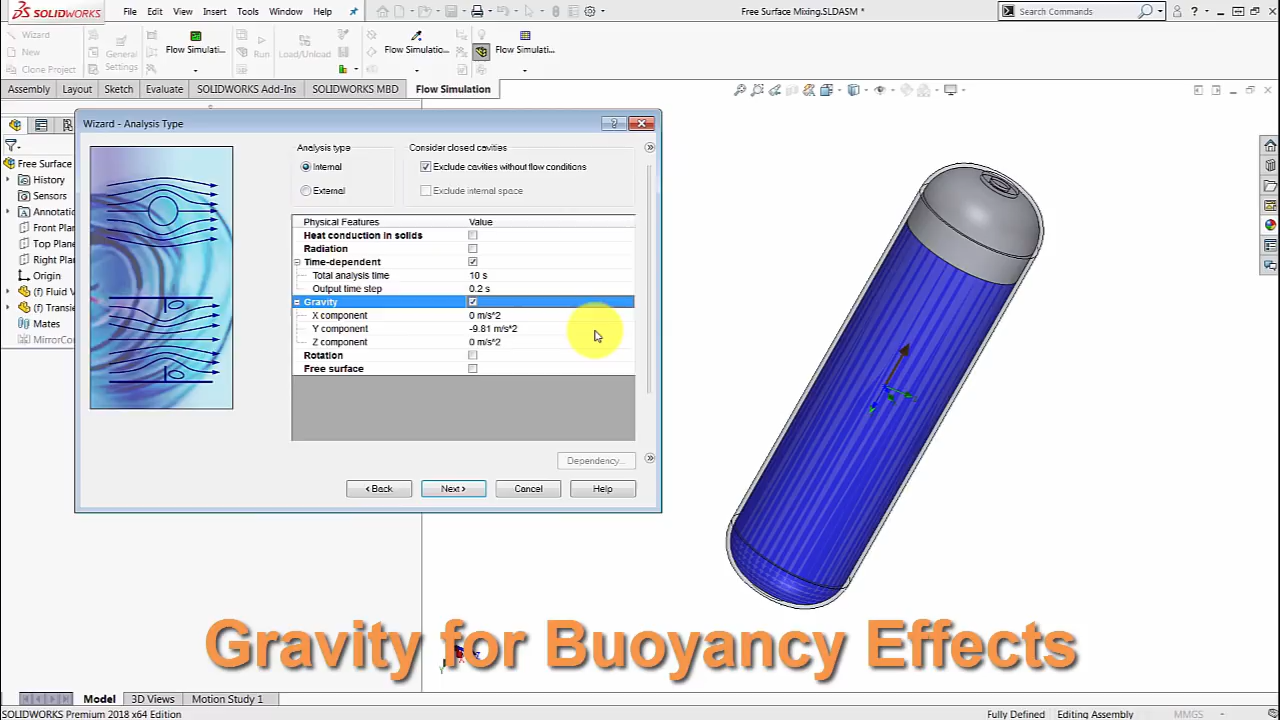 SOLIDWORKS File Edit View Insert Tools Window Help Free Surface Mixing.SLDASM * Search Commands
Wizard
New
Clone Project
General Settings
Flow Simulatio...
Run
Load/Unload
Flow Simulatio...
Flow Simulatio...
Assembly Layout Sketch Evaluate SOLIDWORKS Add-Ins SOLIDWORKS MBD Flow Simulation
Free Surface
History
Sensors
Annotatio
Front Plan
Top Plane
Right Plan
Origin
(f) Fluid V
(f) Transie
Mates
MirrorCo
Wizard - Analysis Type
Analysis type
Internal
External
Consider closed cavities
Exclude cavities without flow conditions
Exclude internal space
Physical Features Value
Heat conduction in solids
Radiation
Time-dependent
Total analysis time 10 s
Output time step 0.2 s
Gravity
X component 0 m/s^2
Y component -9.81 m/s^2
Z component 0 m/s^2
Rotation
Free surface
Dependency...
< Back Next > Cancel Help
Gravity for Buoyancy Effects
Model 3D Views Motion Study 1
SOLIDWORKS Premium 2018 x64 Edition Fully Defined Editing Assembly MMGS